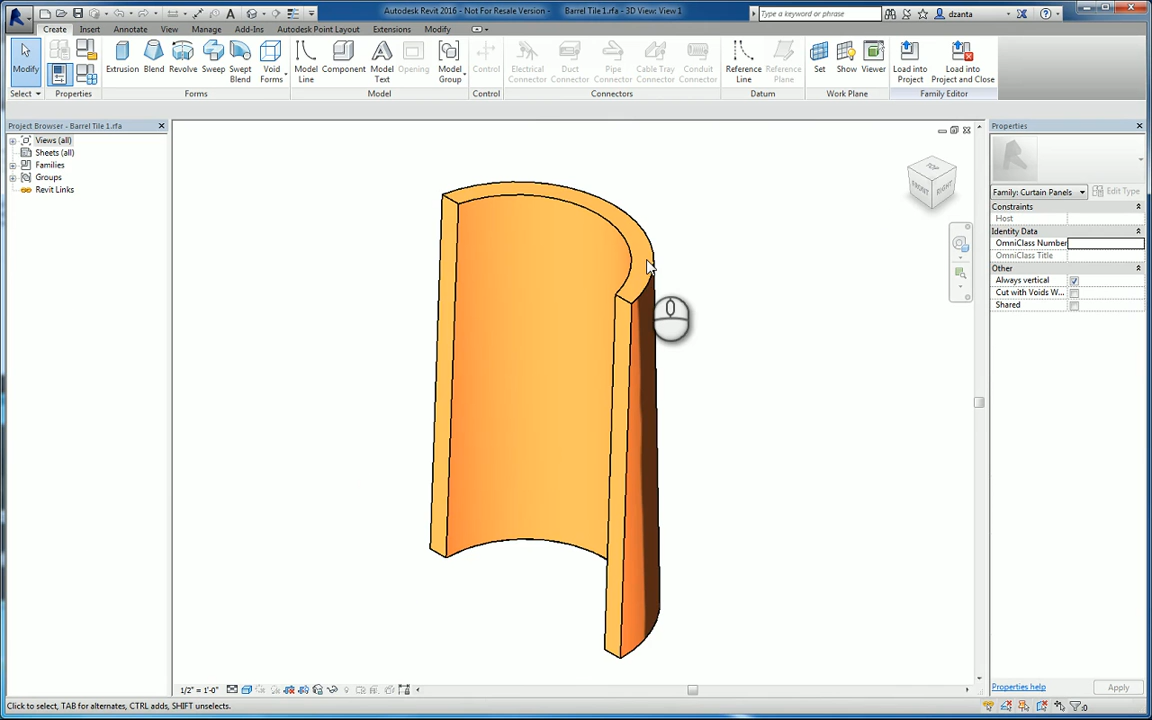 Autodesk Revit 2016 - Not For Resale Version - Barrel Tile 1.rfa - 3D View: View 1
Type a keyword or phrase
dzanta
Create Insert Annotate View Manage Add-Ins Autodesk Point Layout Extensions Modify
Modify Extrusion Blend Revolve Sweep Swept Blend Void Forms Model Line Component Model Text Opening Model Group Control Electrical Connector Duct Connector Pipe Connector Cable Tray Connector Conduit Connector Reference Line Reference Plane Set Show Viewer Load into Project Load into Project and Close
Select Properties Forms Model Control Connectors Datum Work Plane Family Editor
Project Browser - Barrel Tile 1.rfa
Views (all)
Sheets (all)
Families
Groups
Revit Links
TOP
FRONT
RIGHT
Properties
Family: Curtain Panels
Edit Type
Constraints
Host
Identity Data
OmniClass Number
OmniClass Title
Other
Always vertical
Cut with Voids W...
Shared
Properties help
Apply
1/2" = 1'-0"
Click to select, TAB for alternates, CTRL adds, SHIFT unselects.
:0